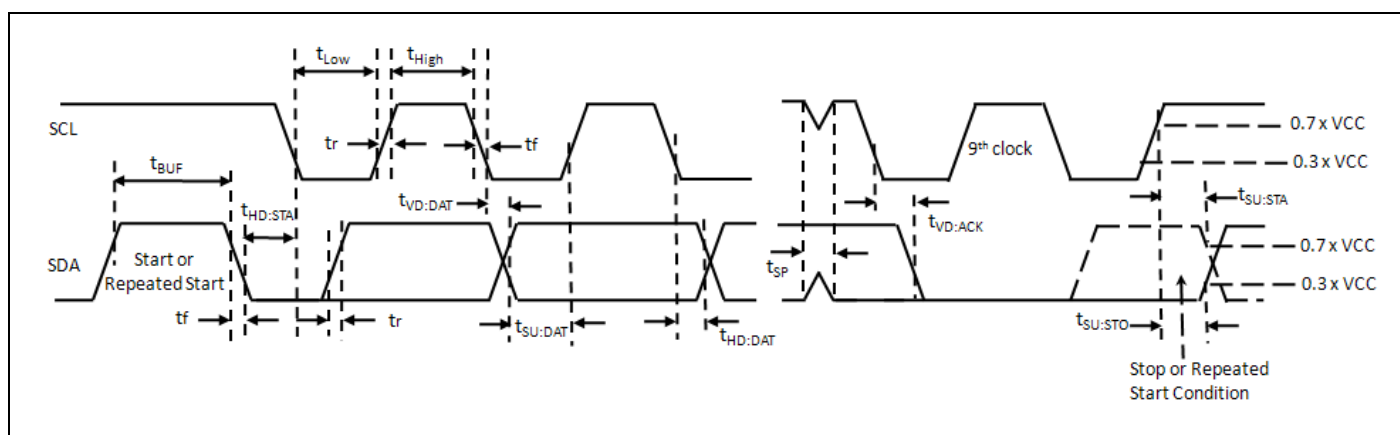 tLow
tHigh
SCL
tr
tf
9th clock
0.7 x VCC
0.3 x VCC
tBUF
tHD:STA
tVD:DAT
tVD:ACK
tSU:STA
SDA
Start or
Repeated Start
tSP
0.7 x VCC
0.3 x VCC
tf
tr
tSU:DAT
tHD:DAT
tSU:STO
Stop or Repeated
Start Condition